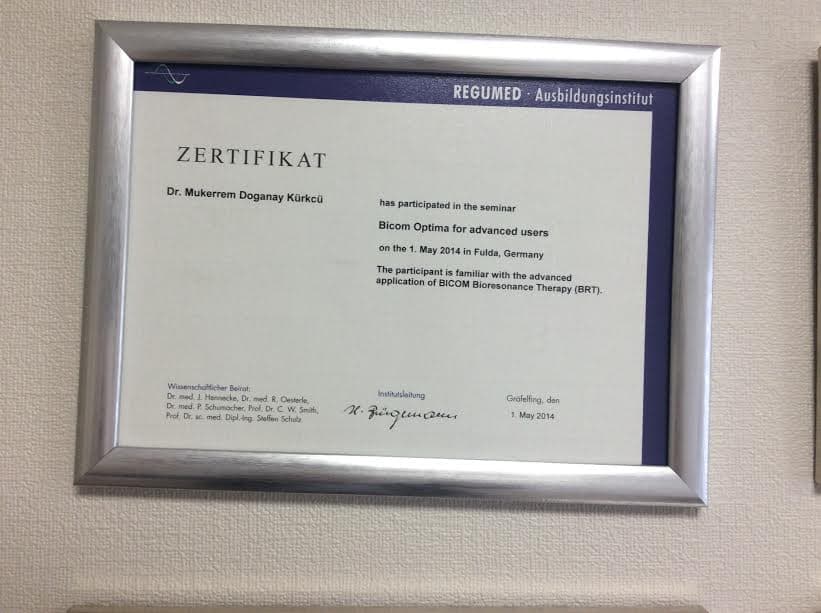 REGUMED · Ausbildungsinstitut
ZERTIFIKAT
Dr. Mukerrem Doganay Kürkcü
has participated in the seminar
Bicom Optima for advanced users
on the 1. May 2014 in Fulda, Germany
The participant is familiar with the advanced
application of BICOM Bioresonance Therapy (BRT).
Wissenschaftlicher Beirat:
Dr. med. J. Hennecke, Dr. med. R. Oesterle,
Dr. med. P. Schumacher, Prof. Dr. C. W. Smith,
Prof. Dr. sc. med. Dipl.-Ing. Steffen Schulz
Institutsleitung
Gräfelfing, den
1. May 2014